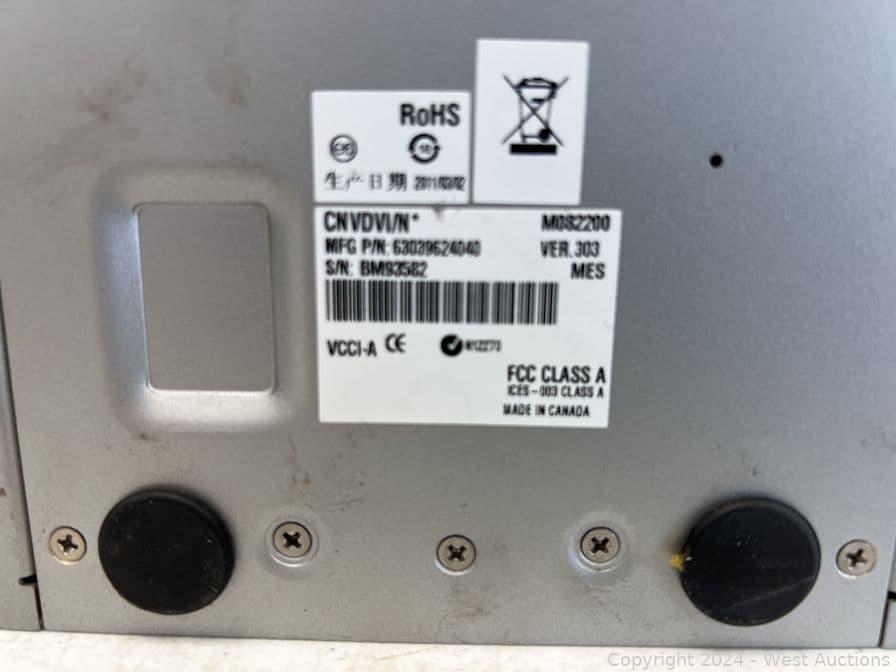 RoHS
生产日期 2011/03/02
CNVDVI/N* M082200
MFG P/N: 63039624040 VER. 303
S/N: BM93582 MES
VCCI-A CE N12270
FCC CLASS A
ICES-003 CLASS A
MADE IN CANADA
Copyright 2024 - West Auctions